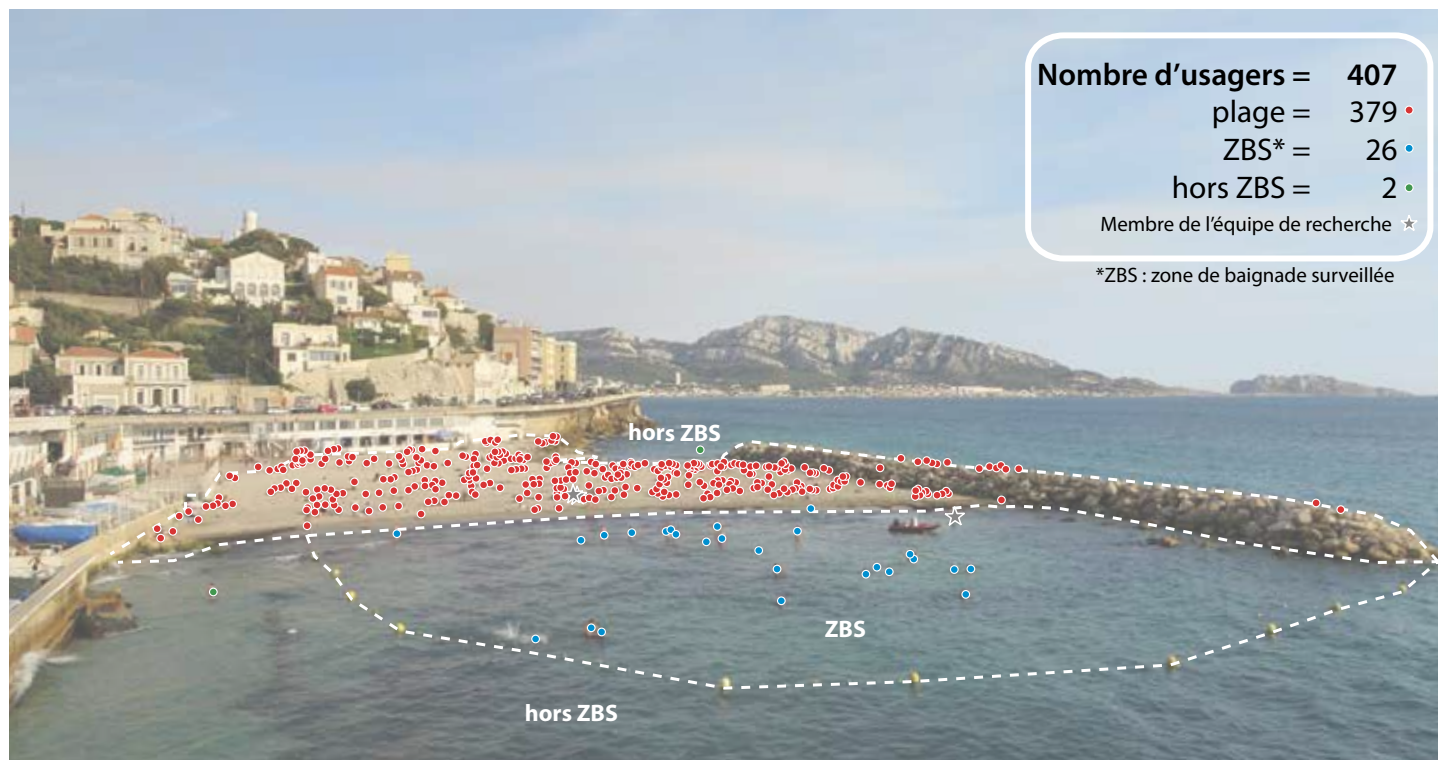 Nombre d’usagers = 407
plage = 379
ZBS* = 26
hors ZBS = 2
Membre de l’équipe de recherche
*ZBS : zone de baignade surveillée
hors ZBS
ZBS
hors ZBS